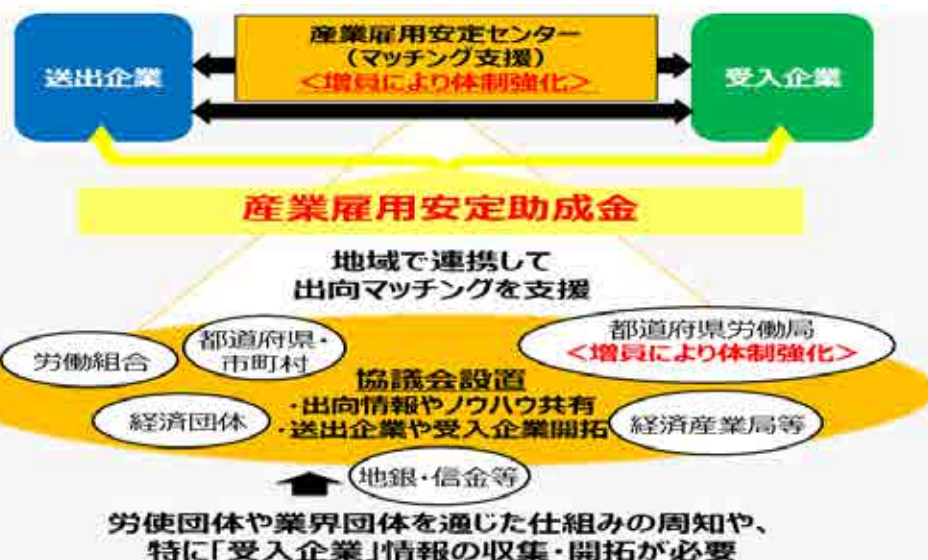 送出企業
産業雇用安定センター
（マッチング支援）
＜増員により体制強化＞
受入企業
産業雇用安定助成金
地域で連携して
出向マッチングを支援
労働組合
都道府県・
市町村
都道府県労働局
＜増員により体制強化＞
協議会設置
・出向情報やノウハウ共有
・送出企業や受入企業開拓
経済団体
経済産業局等
地銀・信金等
労使団体や業界団体を通じた仕組みの周知や、
特に「受入企業」情報の収集・開拓が必要